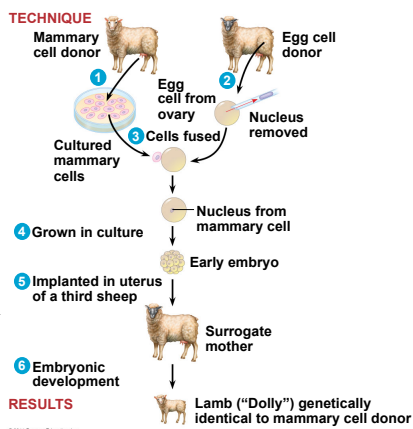 TECHNIQUE
Mammary
cell donor
Egg cell
donor
1
2
Egg
cell from
ovary
Nucleus
removed
3 Cells fused
Cultured
mammary
cells
Nucleus from
mammary cell
4 Grown in culture
Early embryo
5 Implanted in uterus
of a third sheep
Surrogate
mother
6 Embryonic
development
RESULTS
Lamb (“Dolly”) genetically
identical to mammary cell donor